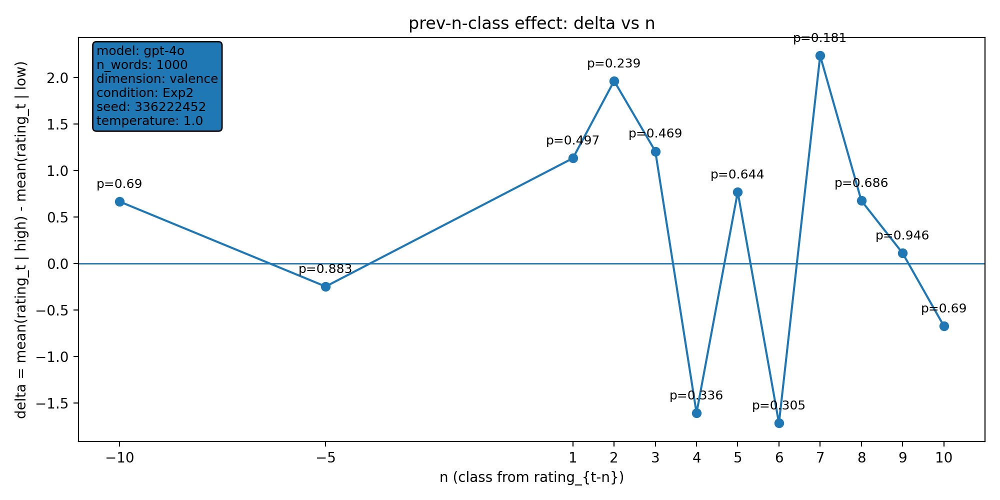 prev-n-class effect: delta vs n
model: gpt-4o
n_words: 1000
dimension: valence
condition: Exp2
seed: 336222452
temperature: 1.0
p=0.69
p=0.883
p=0.497
p=0.239
p=0.469
p=0.336
p=0.644
p=0.305
p=0.181
p=0.686
p=0.946
p=0.69
delta = mean(rating_t | high) - mean(rating_t | low)
2.0
1.5
1.0
0.5
0.0
−0.5
−1.0
−1.5
−10 −5 1 2 3 4 5 6 7 8 9 10
n (class from rating_{t-n})